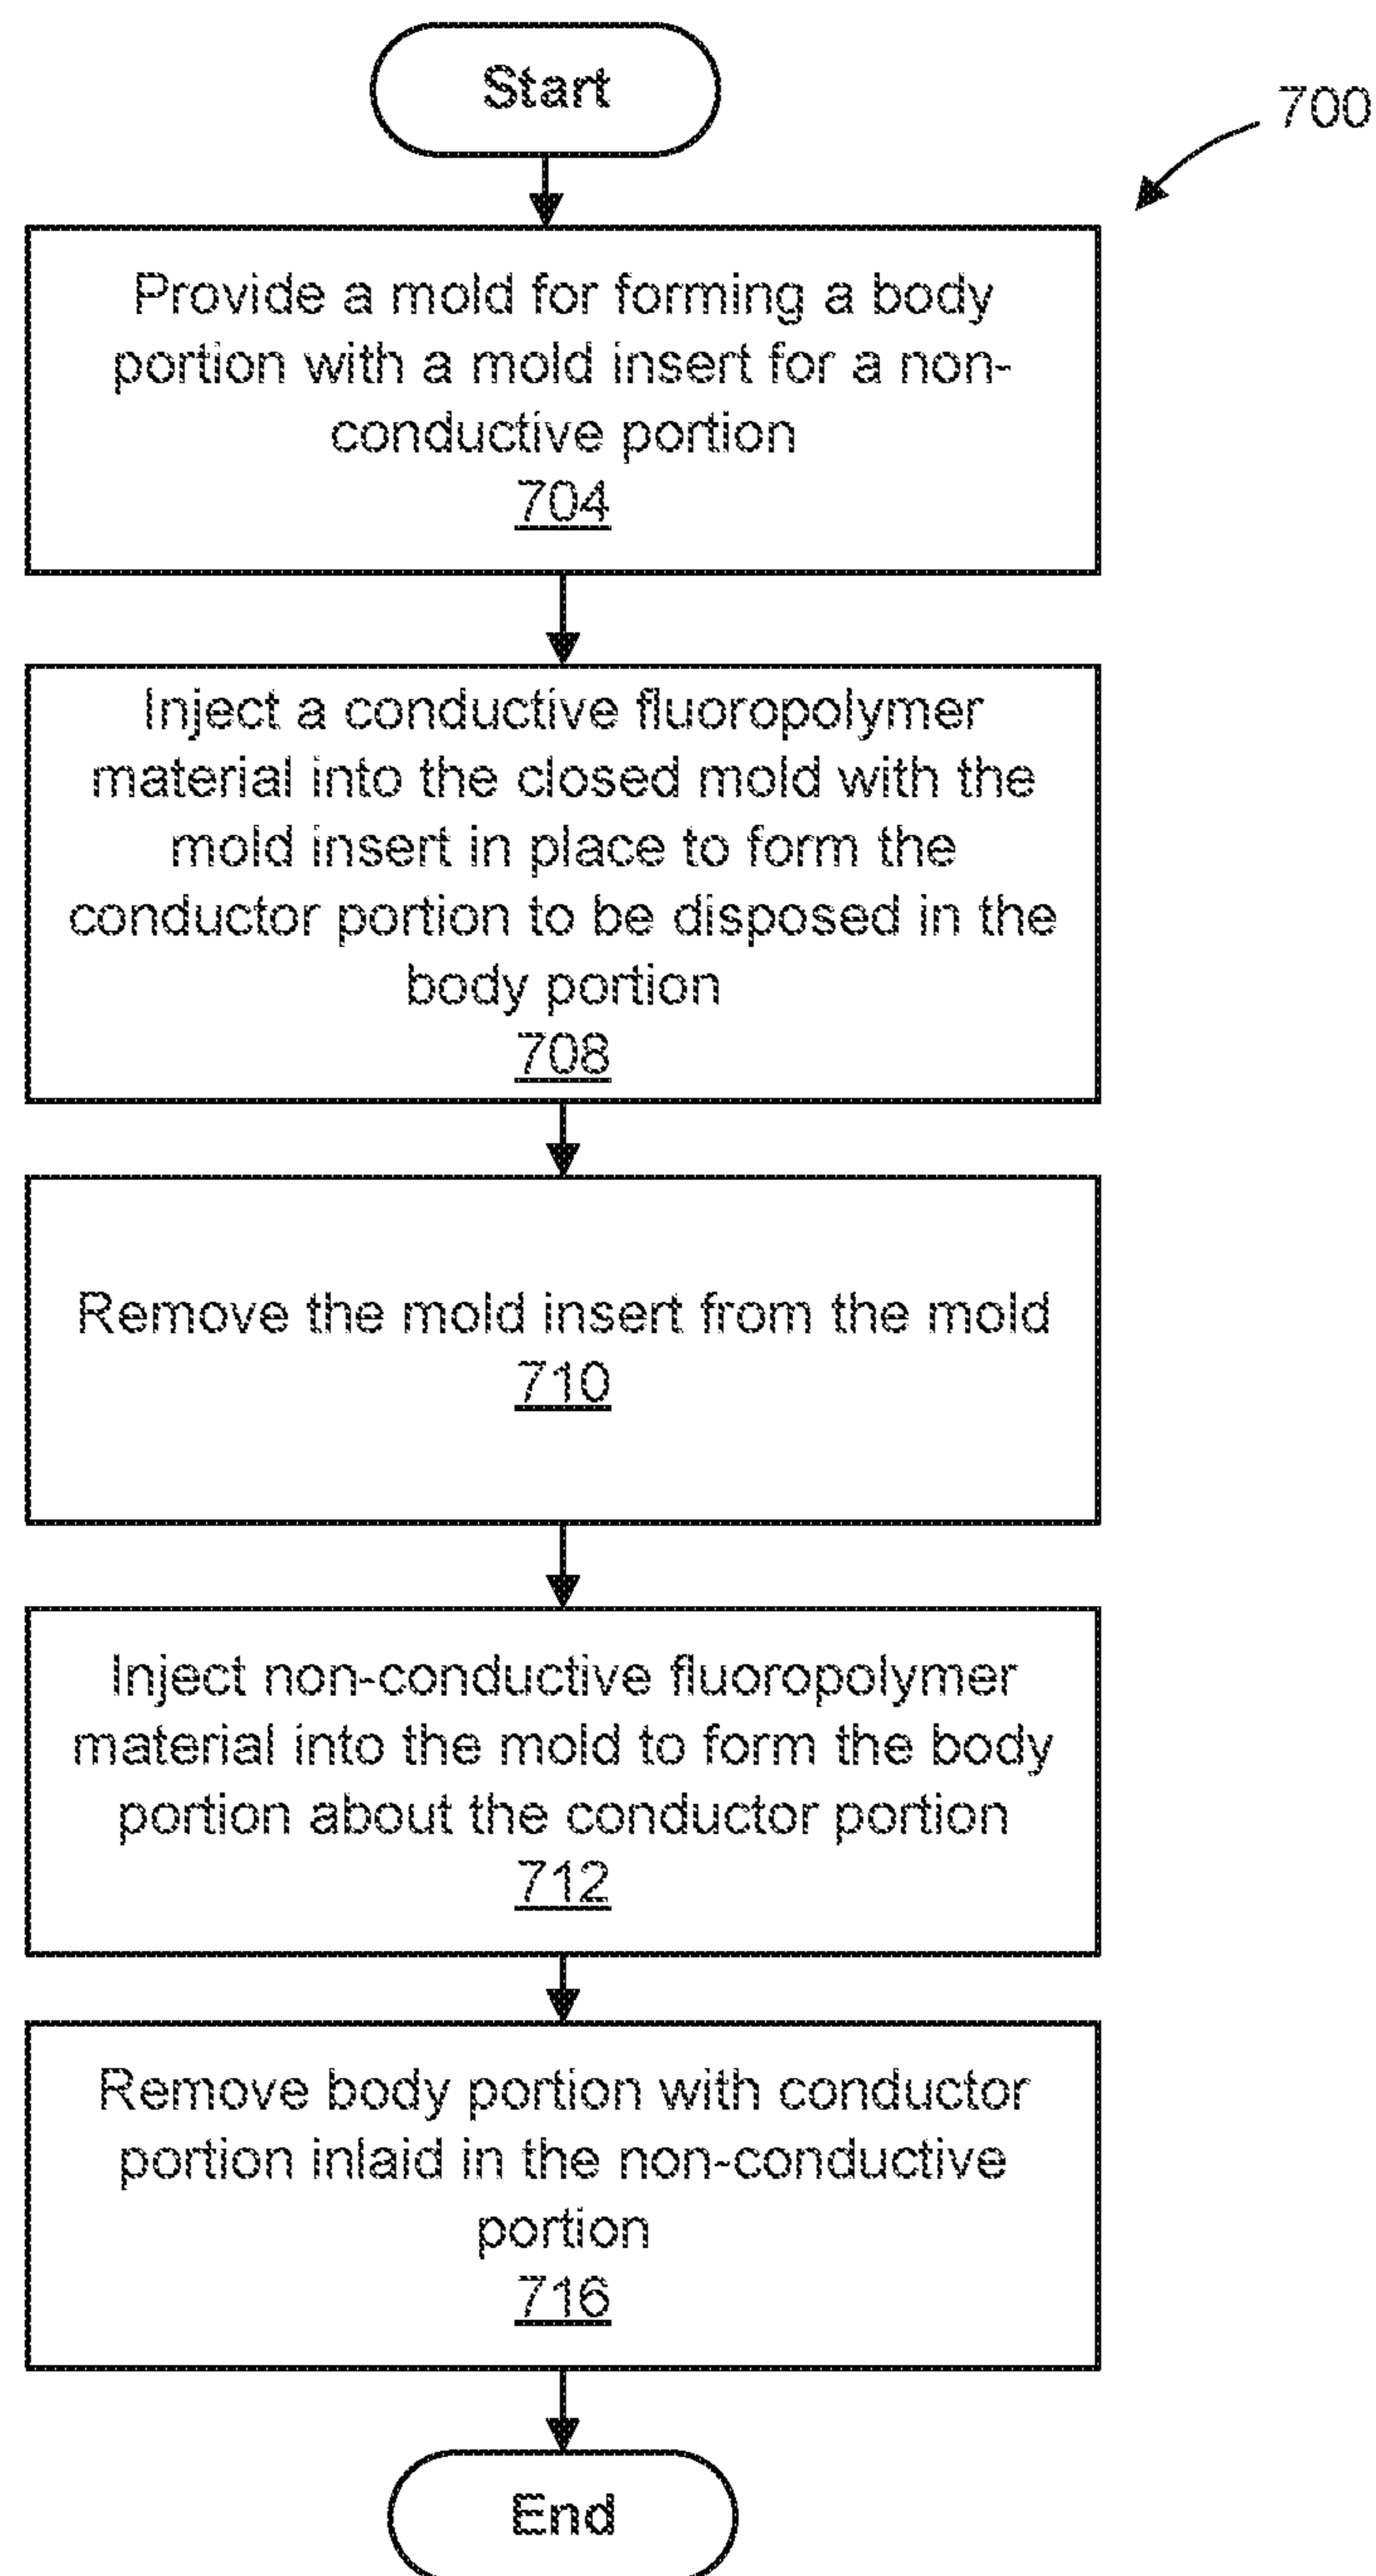 Start
700
Provide a mold for forming a body
portion with a mold insert for a non-
conductive portion
704
Inject a conductive fluoropolymer
material into the closed mold with the
mold insert in place to form the
conductor portion to be disposed in the
body portion
708
Remove the mold insert from the mold
710
Inject non-conductive fluoropolymer
material into the mold to form the body
portion about the conductor portion
712
Remove body portion with conductor
portion inlaid in the non-conductive
portion
716
End